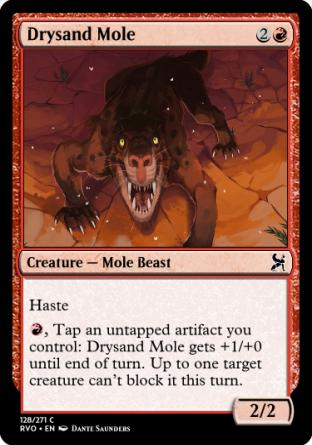 Drysand Mole 2R
Creature — Mole Beast
Haste
R, Tap an untapped artifact you
control: Drysand Mole gets +1/+0
until end of turn. Up to one target
creature can't block it this turn.
2/2
128/271 C
RVO • EN Dante Saunders